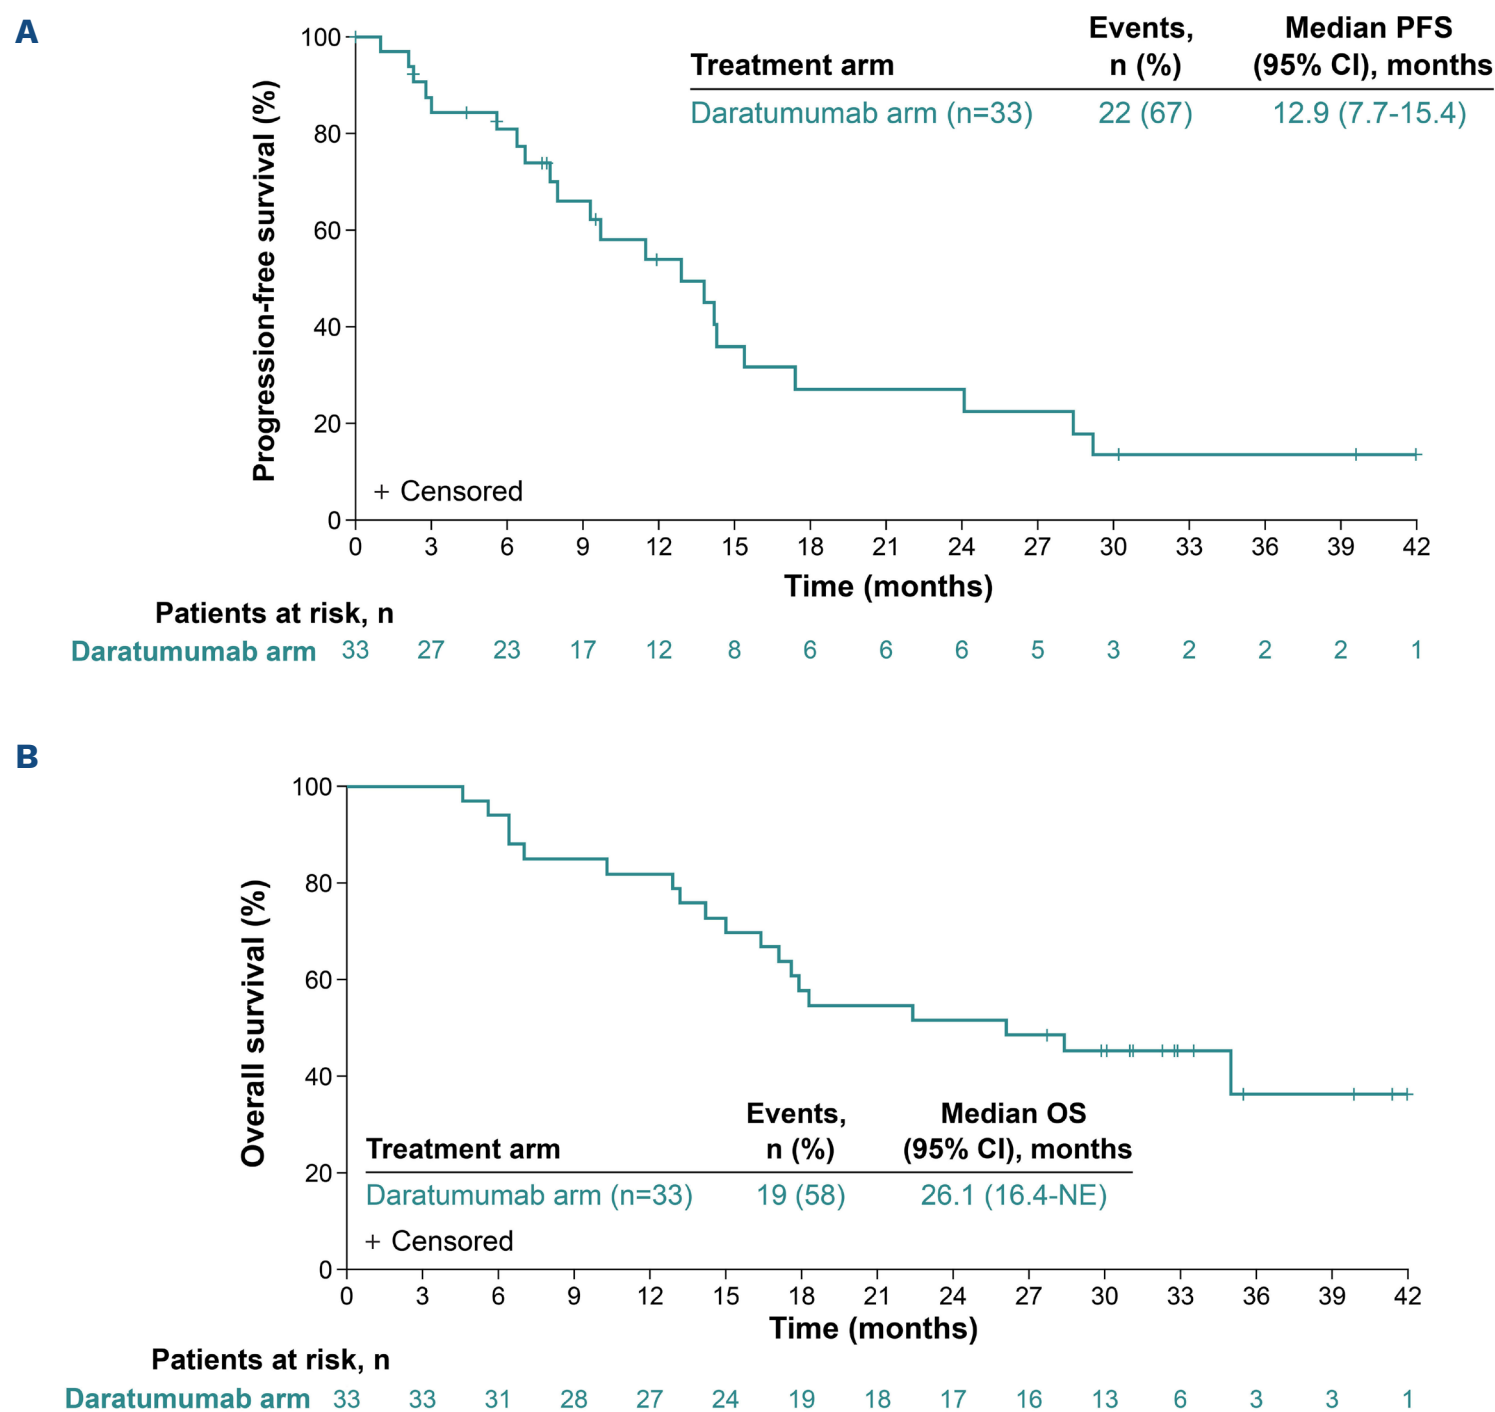 A
Events, Median PFS
Treatment arm n (%) (95% CI), months
Daratumumab arm (n=33) 22 (67) 12.9 (7.7-15.4)
Progression-free survival (%)
100
80
60
40
20
0
+ Censored
0 3 6 9 12 15 18 21 24 27 30 33 36 39 42
Time (months)
Patients at risk, n
Daratumumab arm 33 27 23 17 12 8 6 6 6 5 3 2 2 2 1
B
Overall survival (%)
100
80
60
40
20
0
Events, Median OS
Treatment arm n (%) (95% CI), months
Daratumumab arm (n=33) 19 (58) 26.1 (16.4-NE)
+ Censored
0 3 6 9 12 15 18 21 24 27 30 33 36 39 42
Time (months)
Patients at risk, n
Daratumumab arm 33 33 31 28 27 24 19 18 17 16 13 6 3 3 1